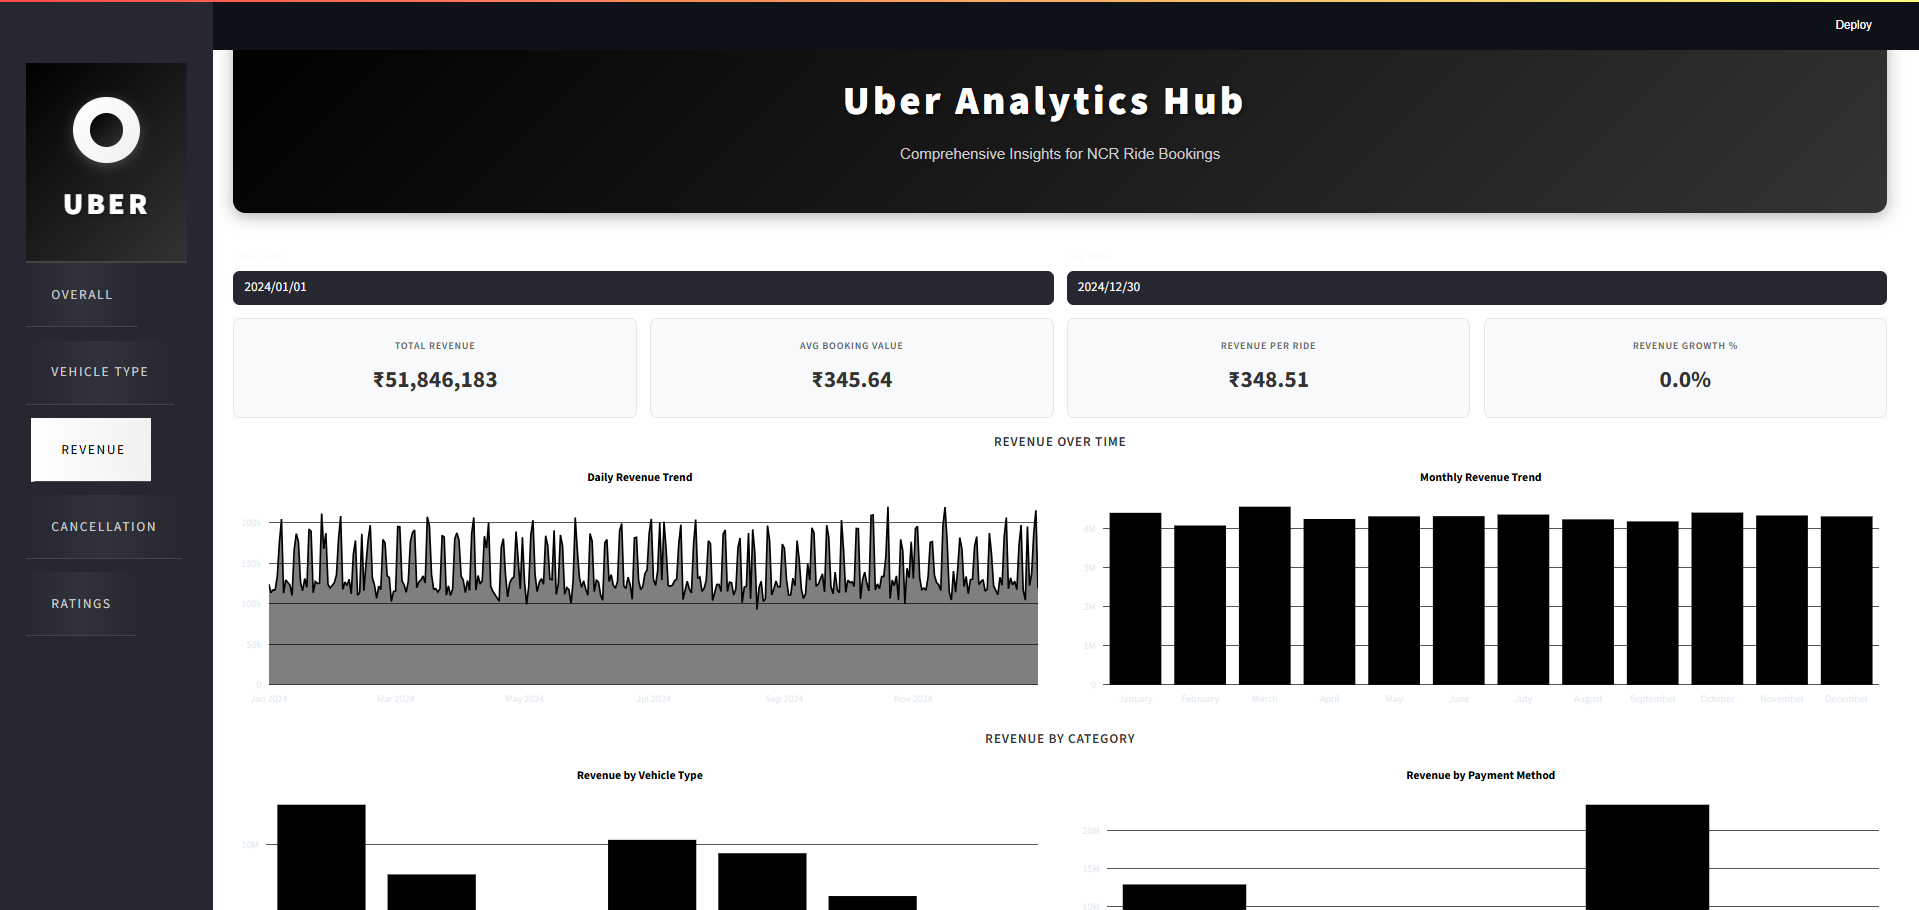 Deploy
UBER
OVERALL
VEHICLE TYPE
REVENUE
CANCELLATION
RATINGS
Uber Analytics Hub
Comprehensive Insights for NCR Ride Bookings
Start Date
End Date
2024/01/01
2024/12/30
TOTAL REVENUE
₹51,846,183
AVG BOOKING VALUE
₹345.64
REVENUE PER RIDE
₹348.51
REVENUE GROWTH %
0.0%
REVENUE OVER TIME
Daily Revenue Trend
200k
150k
100k
50k
0
Jan 2024 Mar 2024 May 2024 Jul 2024 Sep 2024 Nov 2024
Monthly Revenue Trend
4M
3M
2M
1M
0
January February March April May June July August September October November December
REVENUE BY CATEGORY
Revenue by Vehicle Type
10M
Revenue by Payment Method
20M
15M
10M